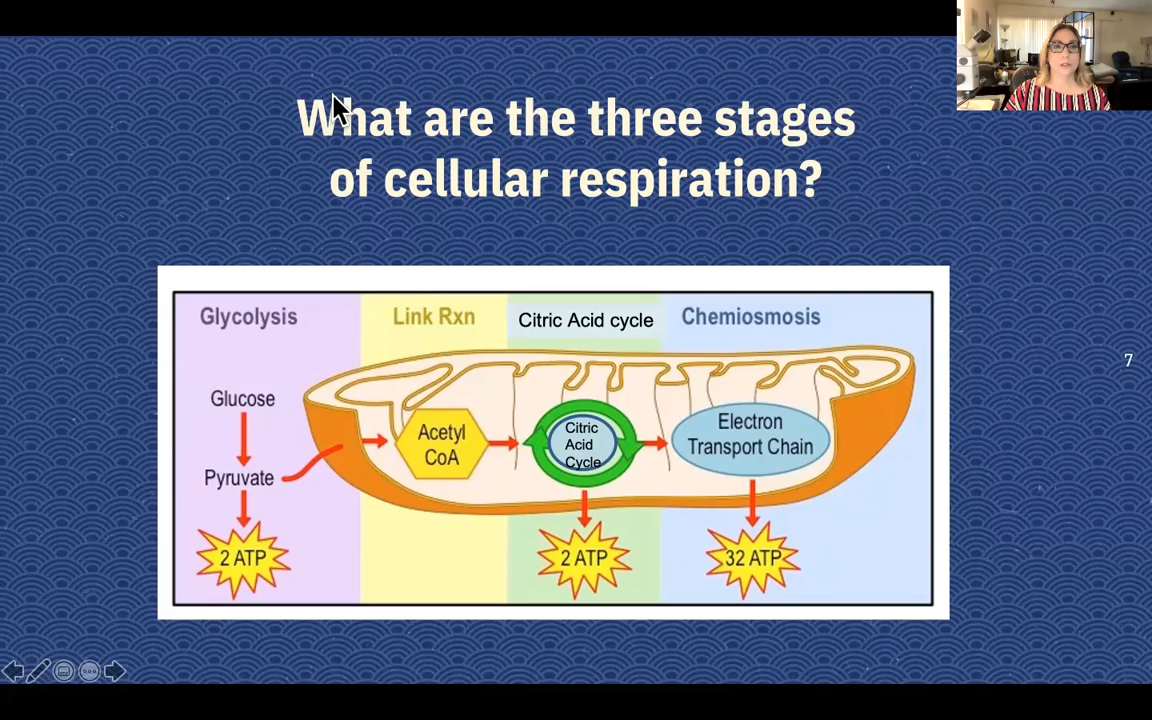 What are the three stages
of cellular respiration?
Glycolysis
Link Rxn
Citric Acid cycle
Chemiosmosis
Glucose
Pyruvate
2 ATP
Acetyl
CoA
Citric
Acid
Cycle
2 ATP
Electron
Transport Chain
32 ATP
7